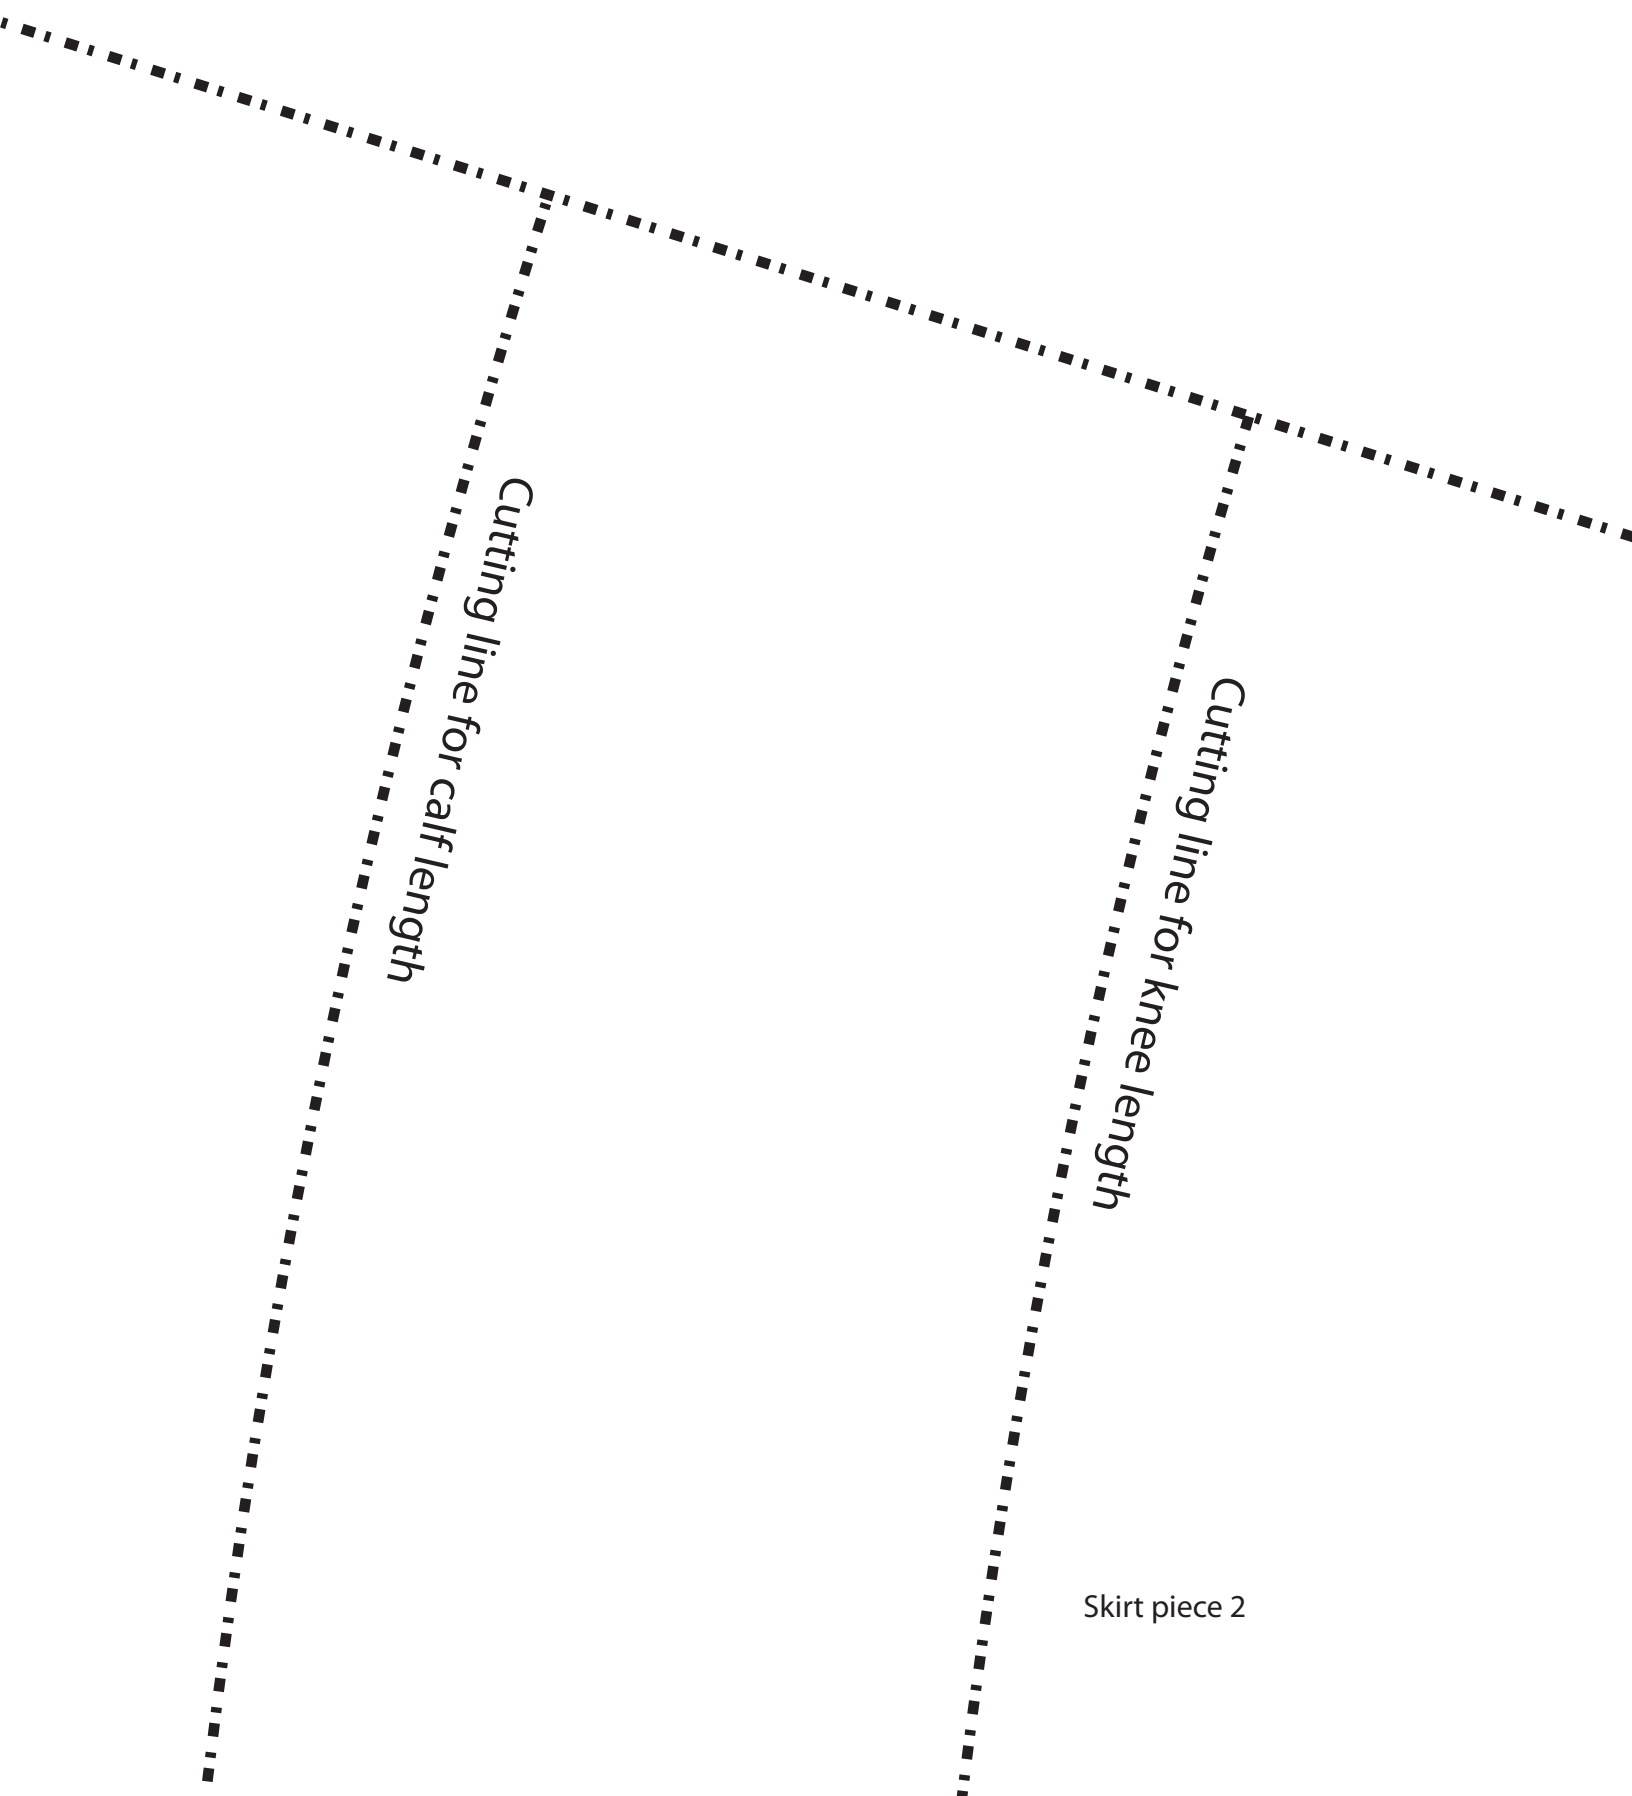 Cutting line for calf length
Cutting line for knee length
Skirt piece 2